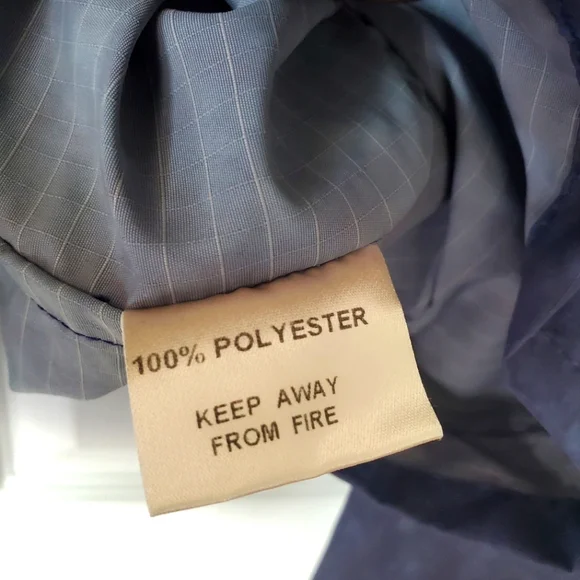 100% POLYESTER
KEEP AWAY
FROM FIRE